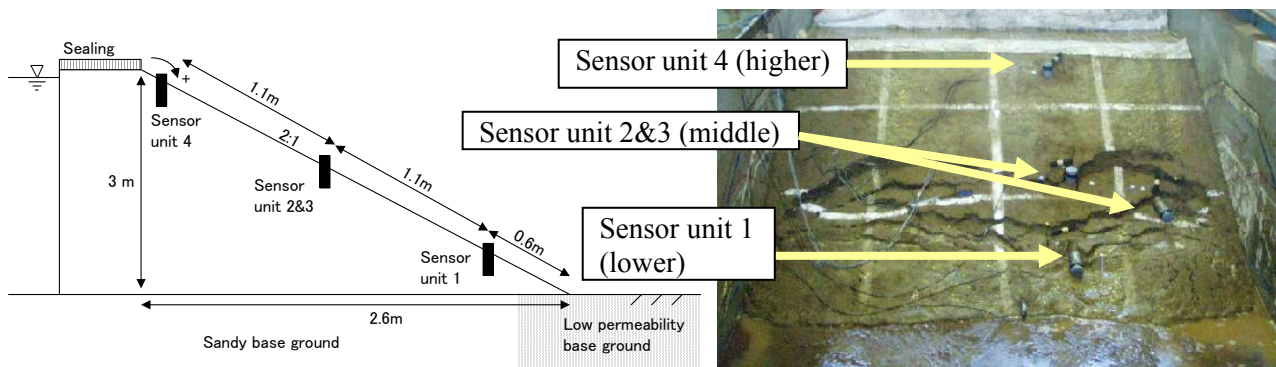 Sealing
+
1.1m
Sensor
unit 4
2:1
3 m
Sensor
unit 2&3
1.1m
Sensor
unit 1
0.6m
2.6m
Sandy base ground
Low permeability
base ground
Sensor unit 4 (higher)
Sensor unit 2&3 (middle)
Sensor unit 1
(lower)